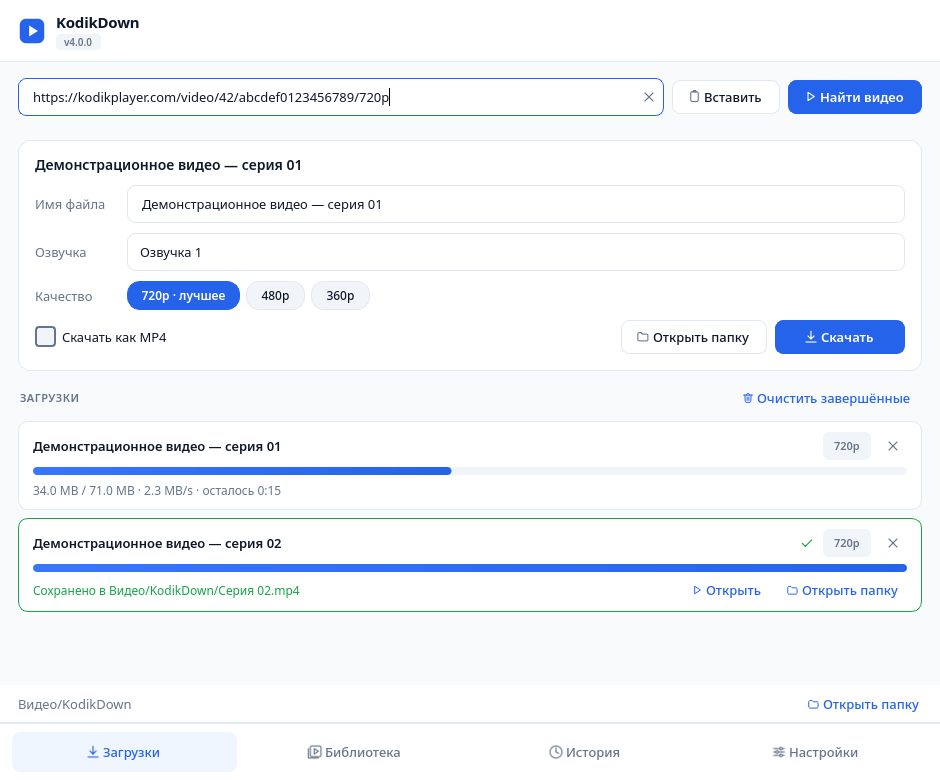 KodikDown
v4.0.0
https://kodikplayer.com/video/42/abcdef0123456789/720p
Вставить
Найти видео
Демонстрационное видео — серия 01
Имя файла
Демонстрационное видео — серия 01
Озвучка
Озвучка 1
Качество
720p · лучшее
480p
360p
Скачать как MP4
Открыть папку
Скачать
ЗАГРУЗКИ
Очистить завершённые
Демонстрационное видео — серия 01
720p
34.0 MB / 71.0 MB · 2.3 MB/s · осталось 0:15
Демонстрационное видео — серия 02
720p
Сохранено в Видео/KodikDown/Серия 02.mp4
Открыть
Открыть папку
Видео/KodikDown
Открыть папку
Загрузки
Библиотека
История
Настройки